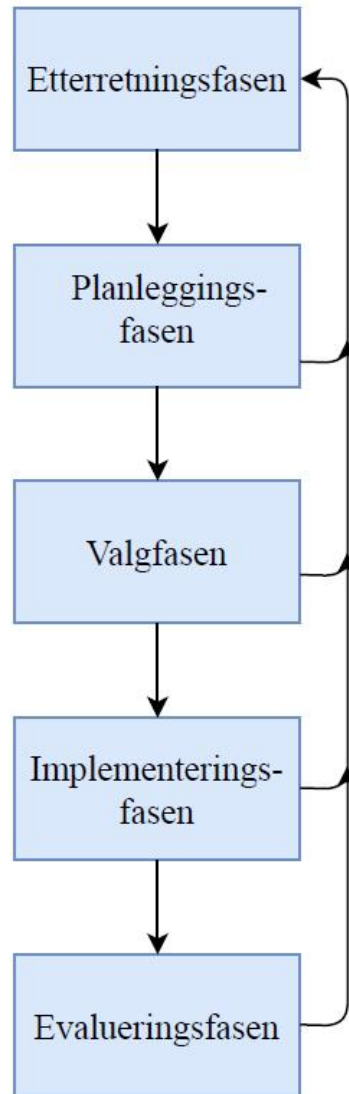 Etterretningsfasen
Planleggings-
fasen
Valgfasen
Implementerings-
fasen
Evalueringsfasen